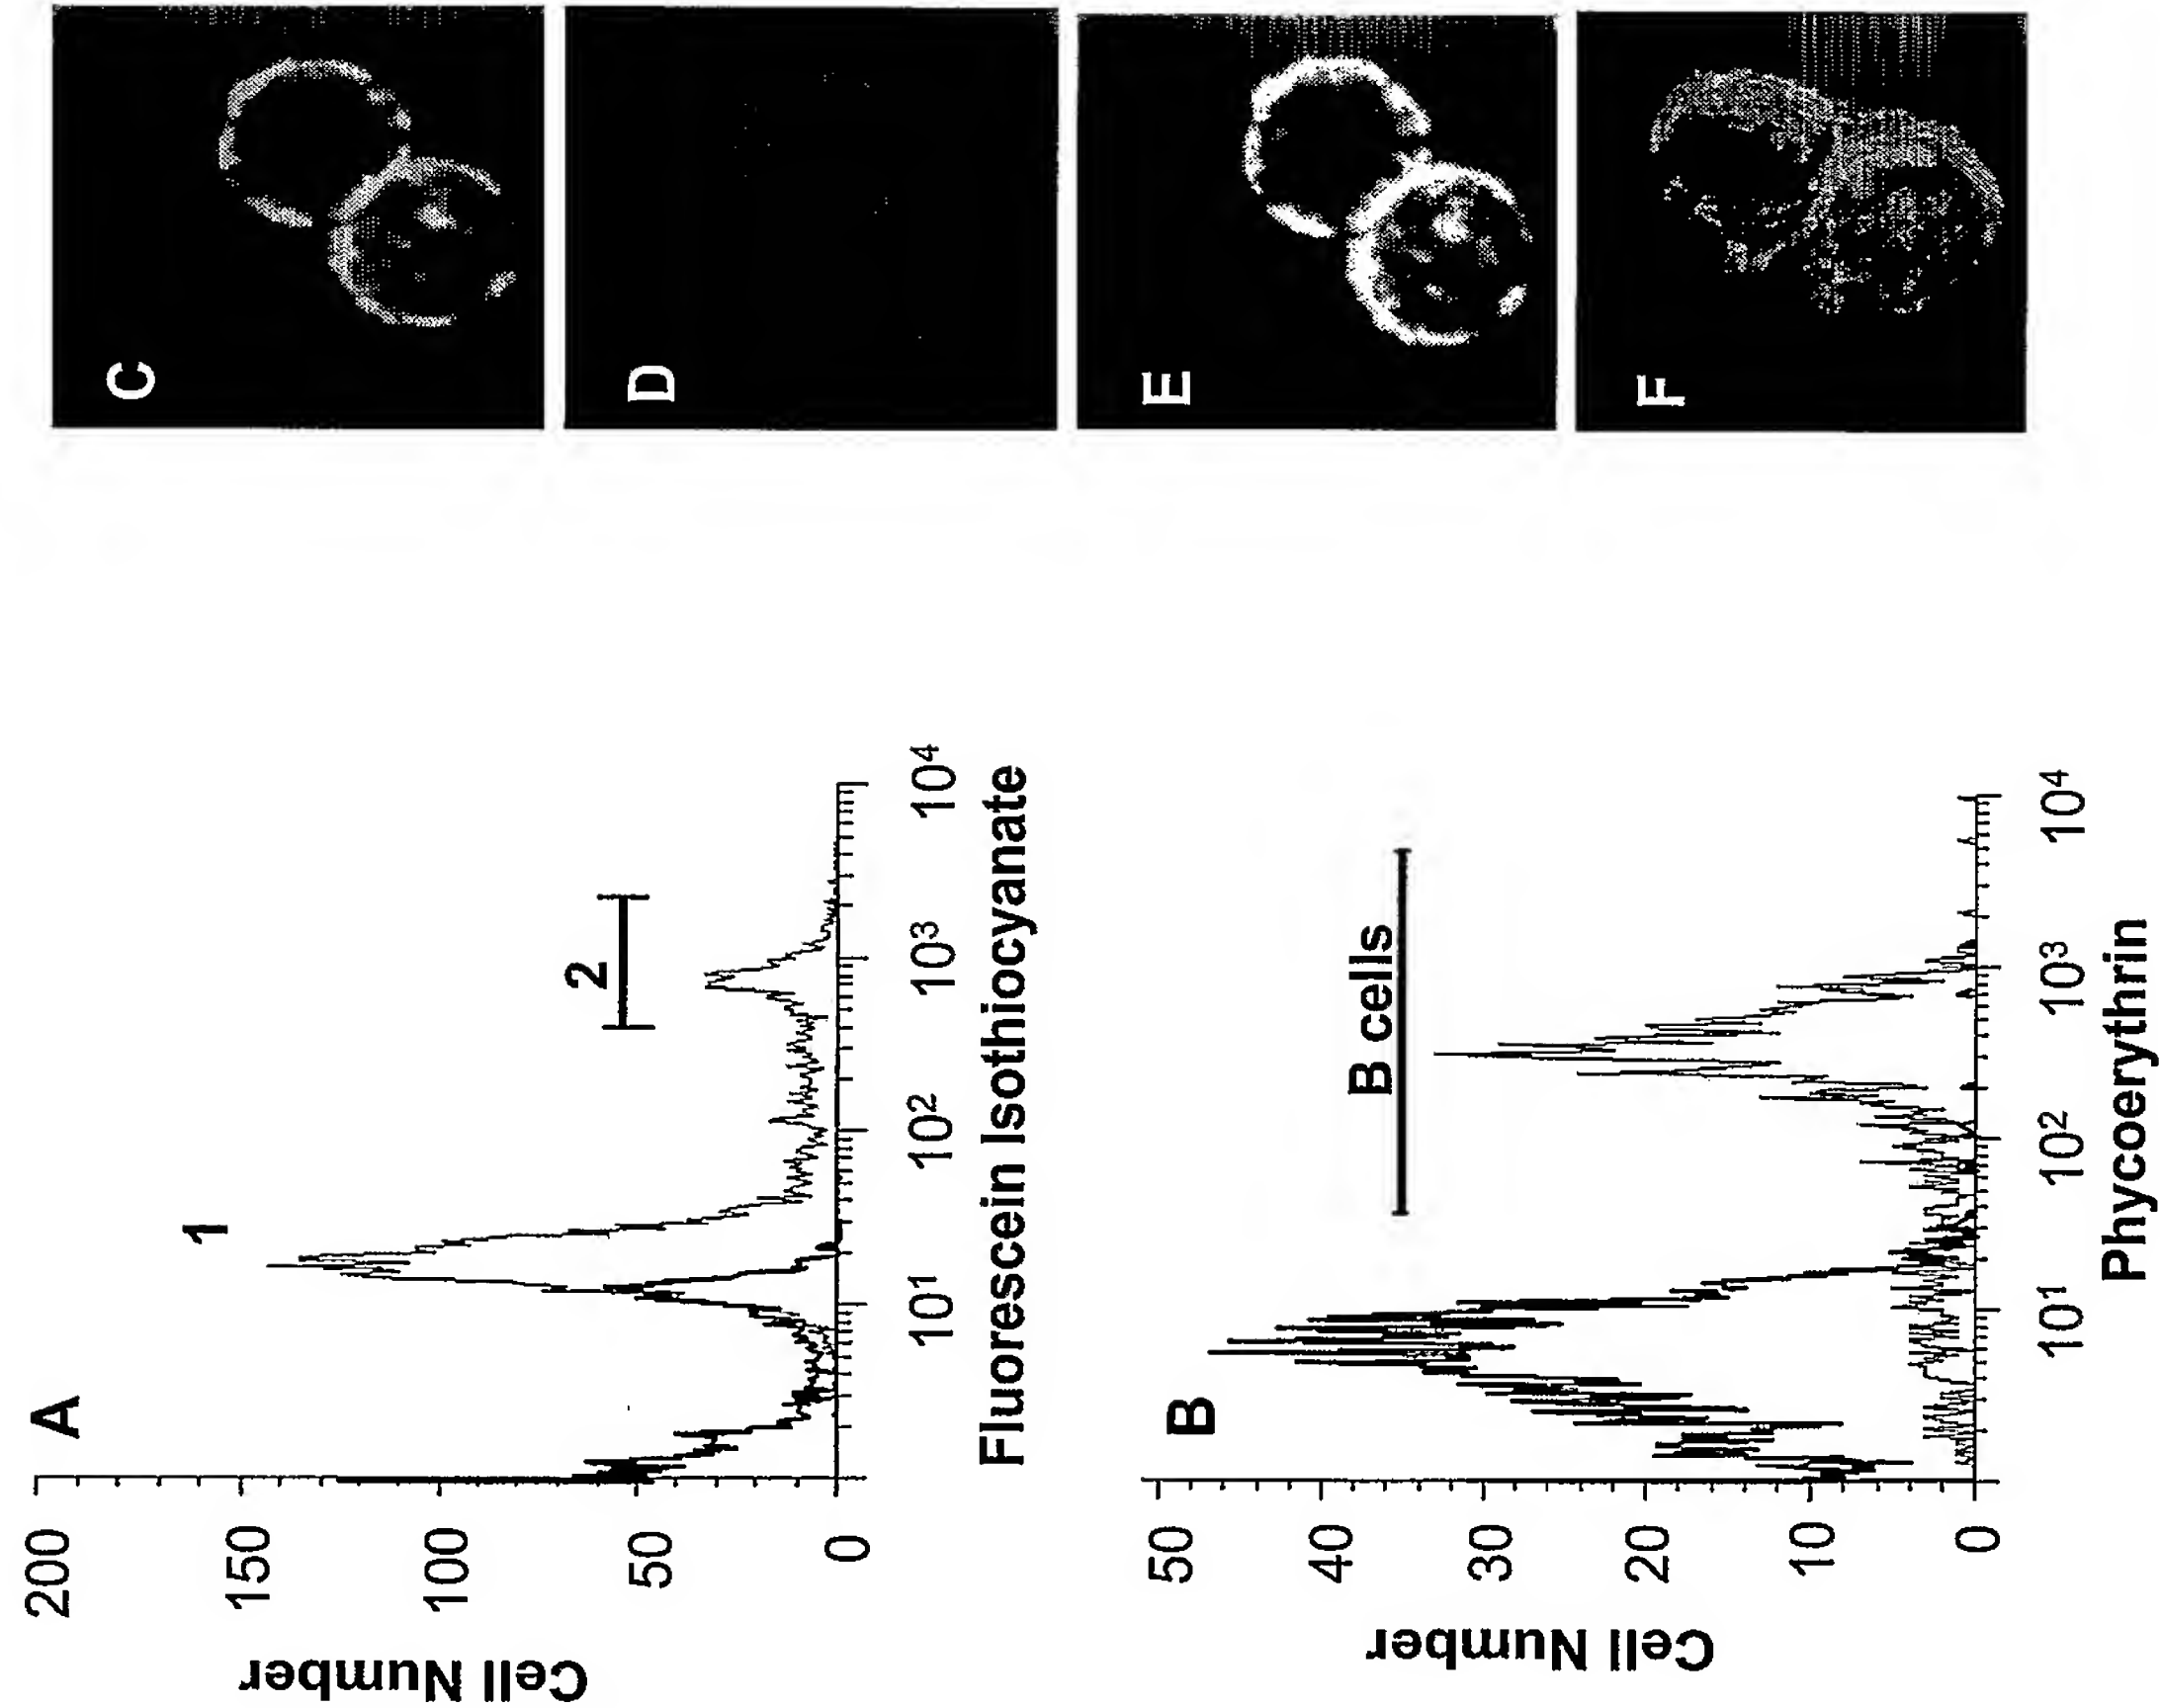 A
200
150
100
50
0
Cell Number
1
2
10¹
10²
10³
10⁴
Fluorescein Isothiocyanate
B
50
40
30
20
10
0
Cell Number
B cells
10¹
10²
10³
10⁴
Phycoerythrin
C
D
E
F